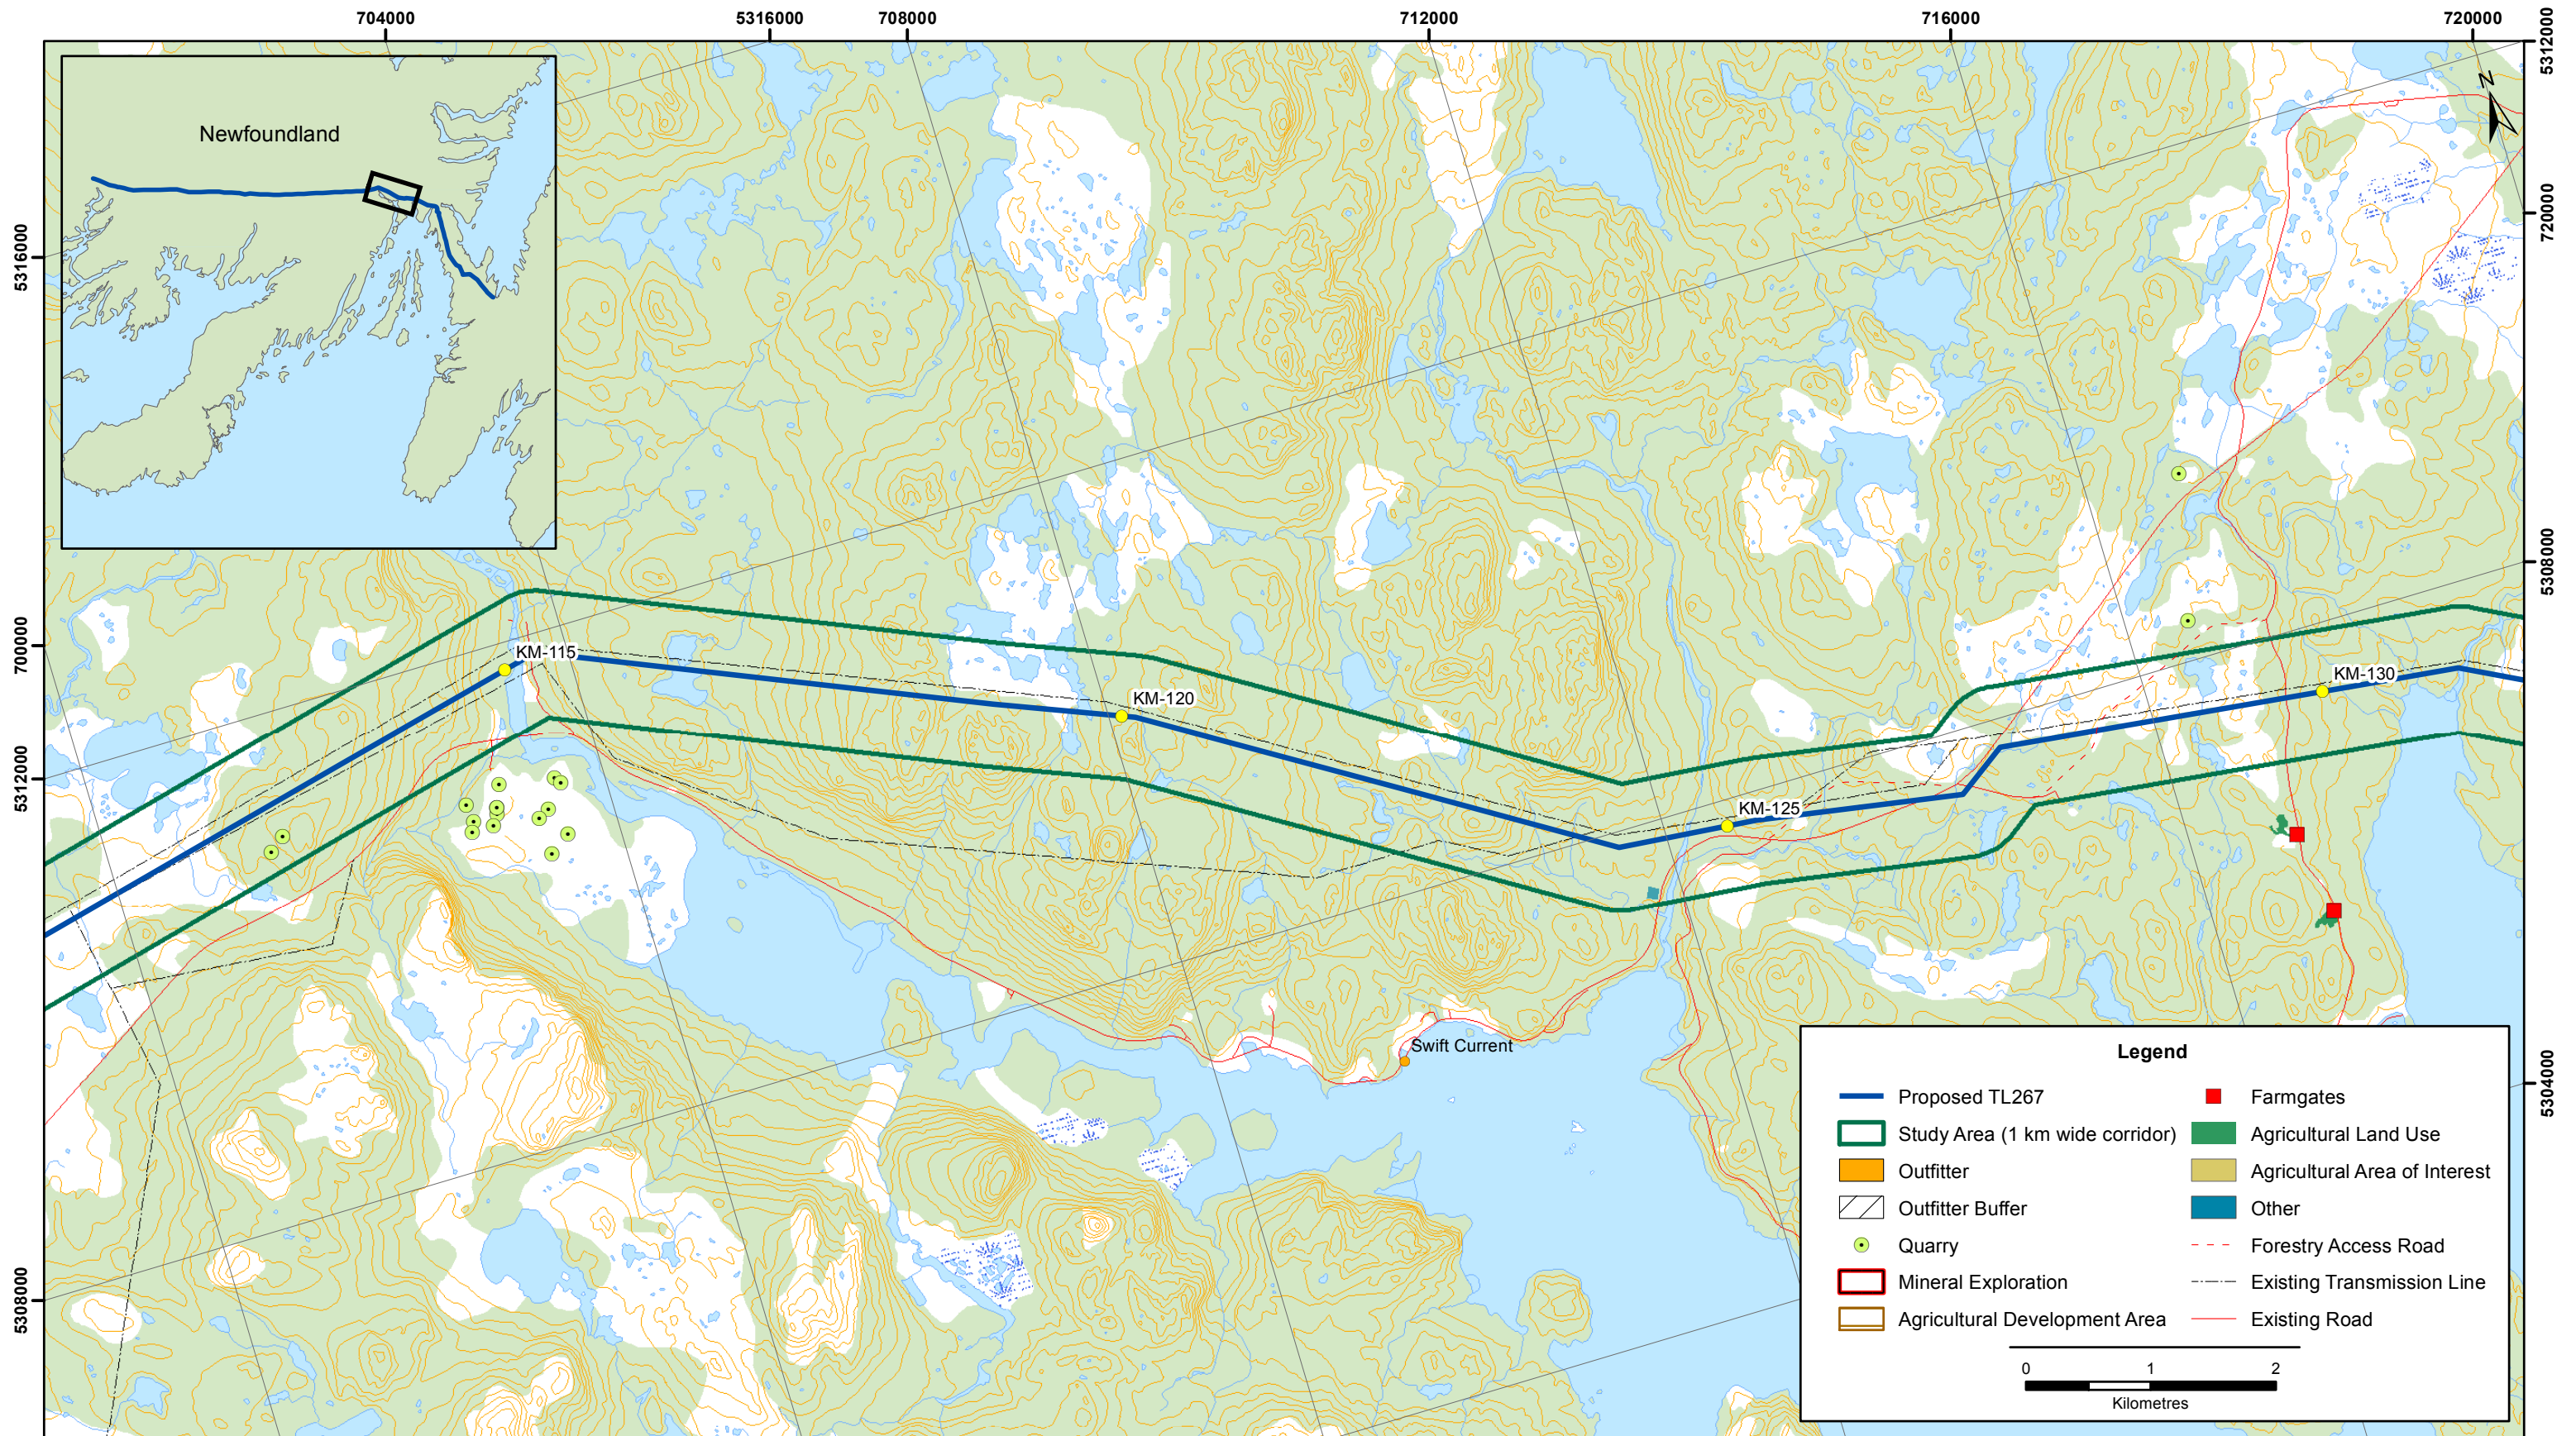 704000
5316000
708000
712000
716000
720000
5312000
N
Newfoundland
5316000
720000
5308000
700000
KM-115
KM-120
KM-130
5312000
KM-125
Swift Current
5304000
5308000
Legend
Proposed TL267
Study Area (1 km wide corridor)
Outfitter
Outfitter Buffer
Quarry
Mineral Exploration
Agricultural Development Area
Farmgates
Agricultural Land Use
Agricultural Area of Interest
Other
Forestry Access Road
Existing Transmission Line
Existing Road
0 1 2
Kilometres